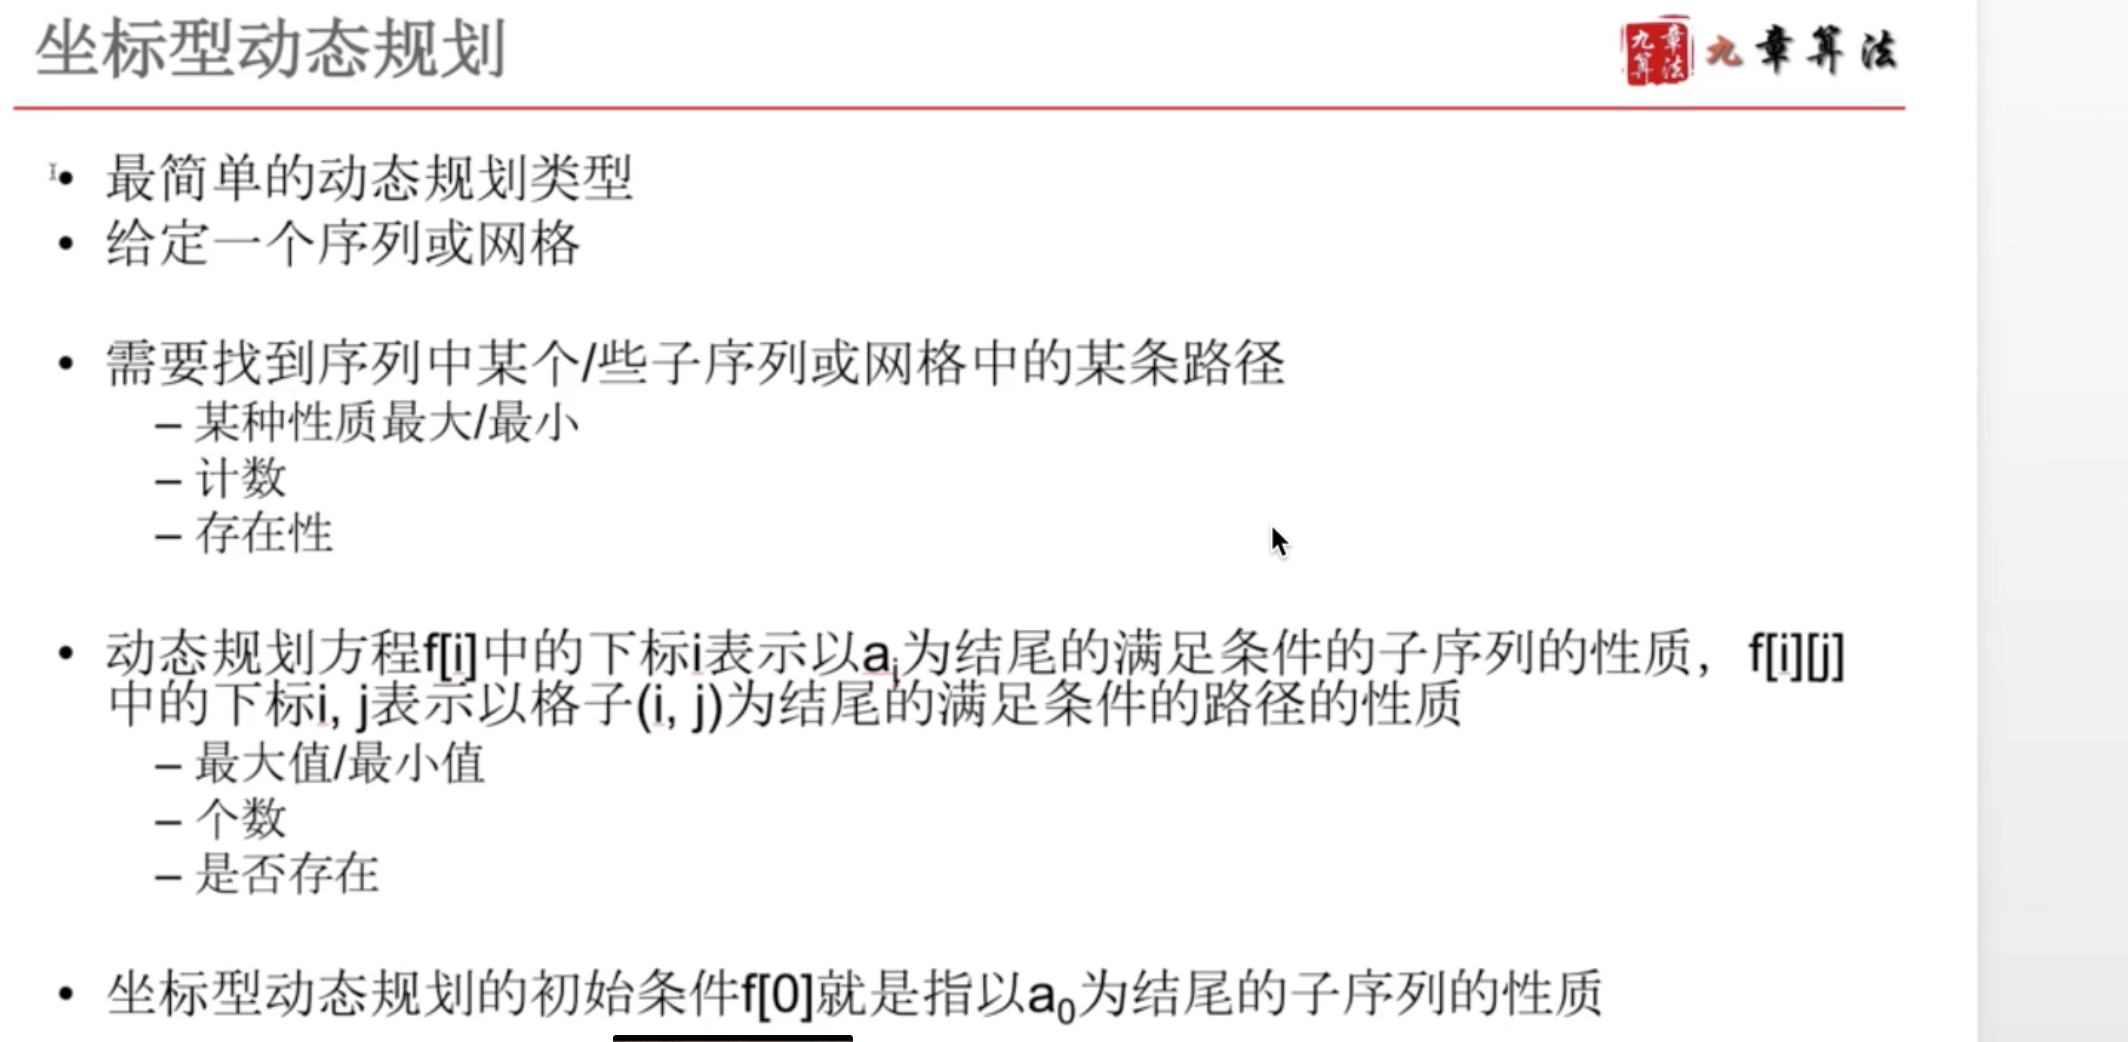 坐标型动态规划
九章算法
九章算法
• 最简单的动态规划类型
• 给定一个序列或网格
• 需要找到序列中某个/些子序列或网格中的某条路径
– 某种性质最大/最小
– 计数
– 存在性
• 动态规划方程f[i]中的下标i表示以aᵢ为结尾的满足条件的子序列的性质，f[i][j]
中的下标i, j表示以格子(i, j)为结尾的满足条件的路径的性质
– 最大值/最小值
– 个数
– 是否存在
• 坐标型动态规划的初始条件f[0]就是指以a₀为结尾的子序列的性质